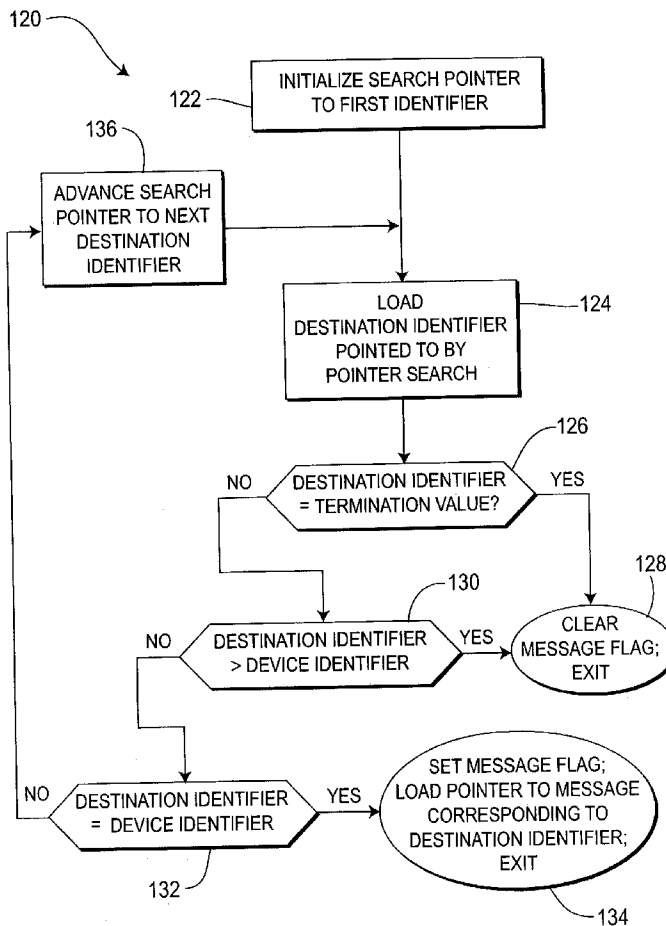 120
INITIALIZE SEARCH POINTER
TO FIRST IDENTIFIER
122
136
ADVANCE SEARCH
POINTER TO NEXT
DESTINATION
IDENTIFIER
LOAD
DESTINATION IDENTIFIER
POINTED TO BY
POINTER SEARCH
124
126
NO
DESTINATION IDENTIFIER
= TERMINATION VALUE?
YES
128
CLEAR
MESSAGE FLAG;
EXIT
130
NO
DESTINATION IDENTIFIER
> DEVICE IDENTIFIER
YES
NO
DESTINATION IDENTIFIER
= DEVICE IDENTIFIER
YES
132
SET MESSAGE FLAG;
LOAD POINTER TO MESSAGE
CORRESPONDING TO
DESTINATION IDENTIFIER;
EXIT
134